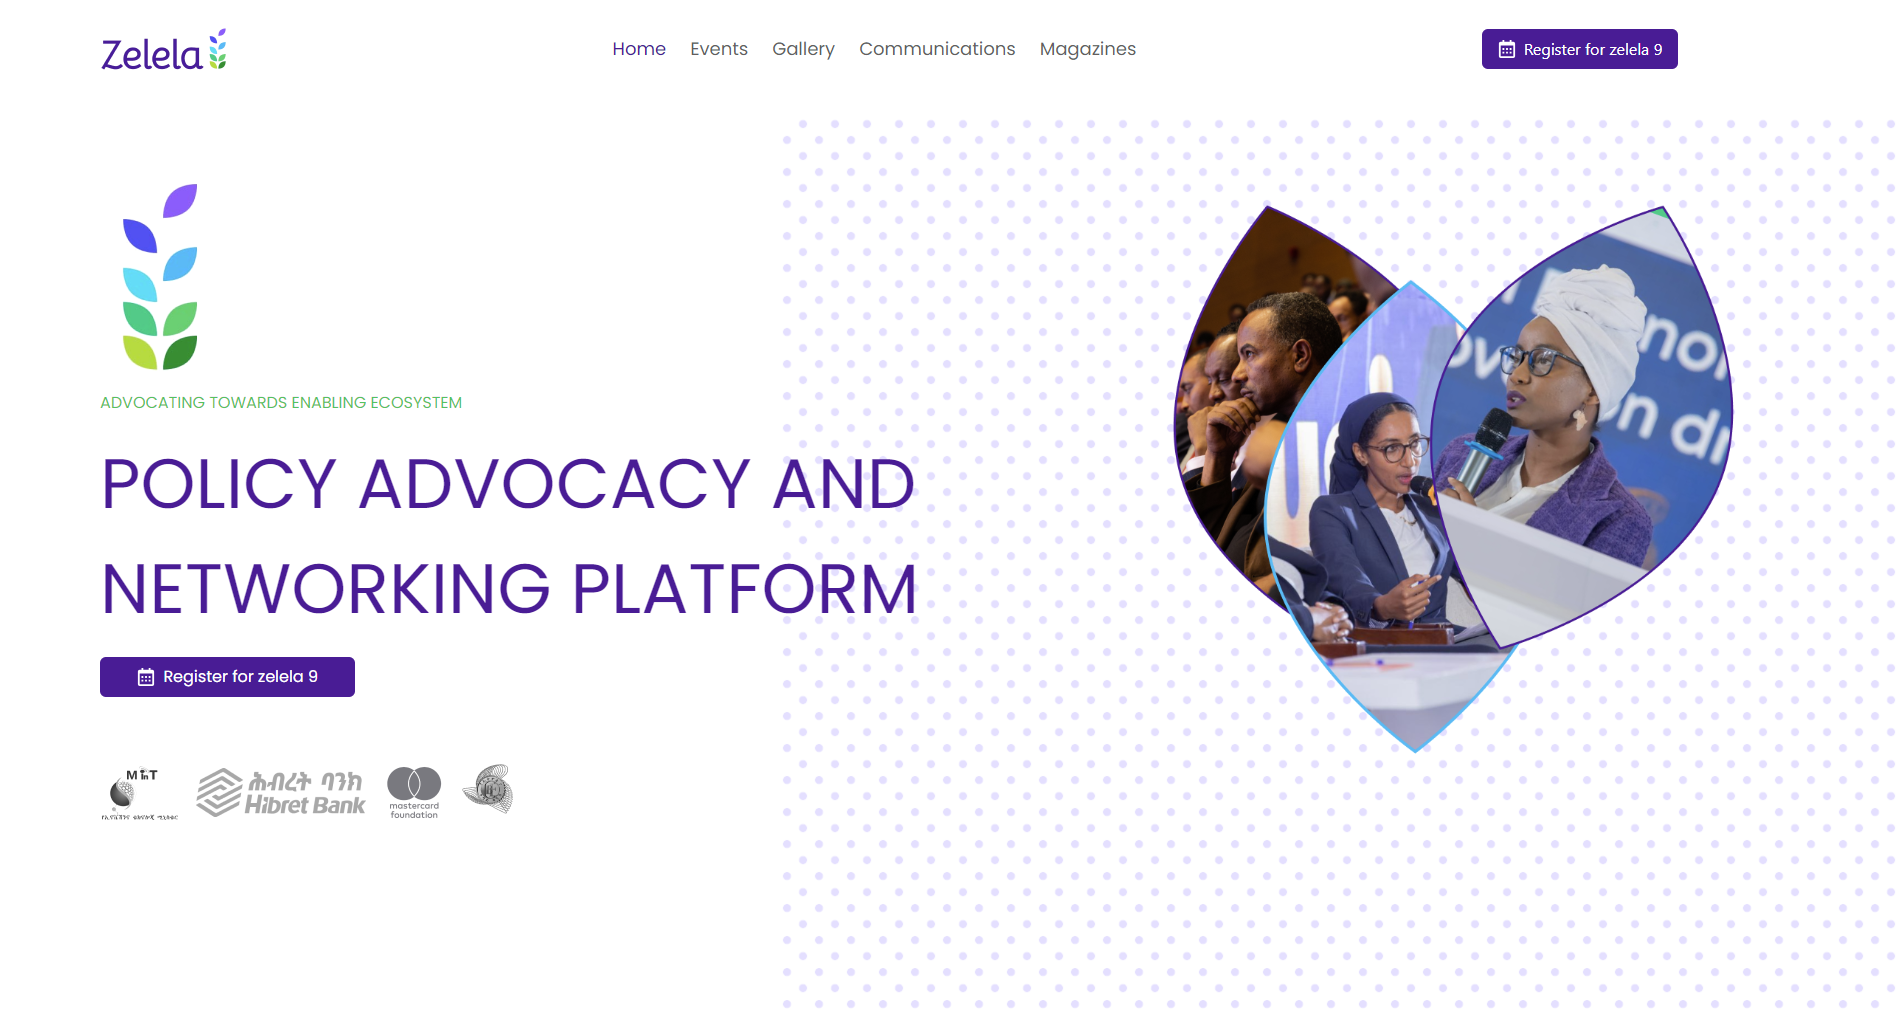 Zelela
Home
Events
Gallery
Communications
Magazines
Register for zelela 9
ADVOCATING TOWARDS ENABLING ECOSYSTEM
POLICY ADVOCACY AND
NETWORKING PLATFORM
Register for zelela 9
MinT
ሕብረት ባንክ
Hibret Bank
mastercard
foundation